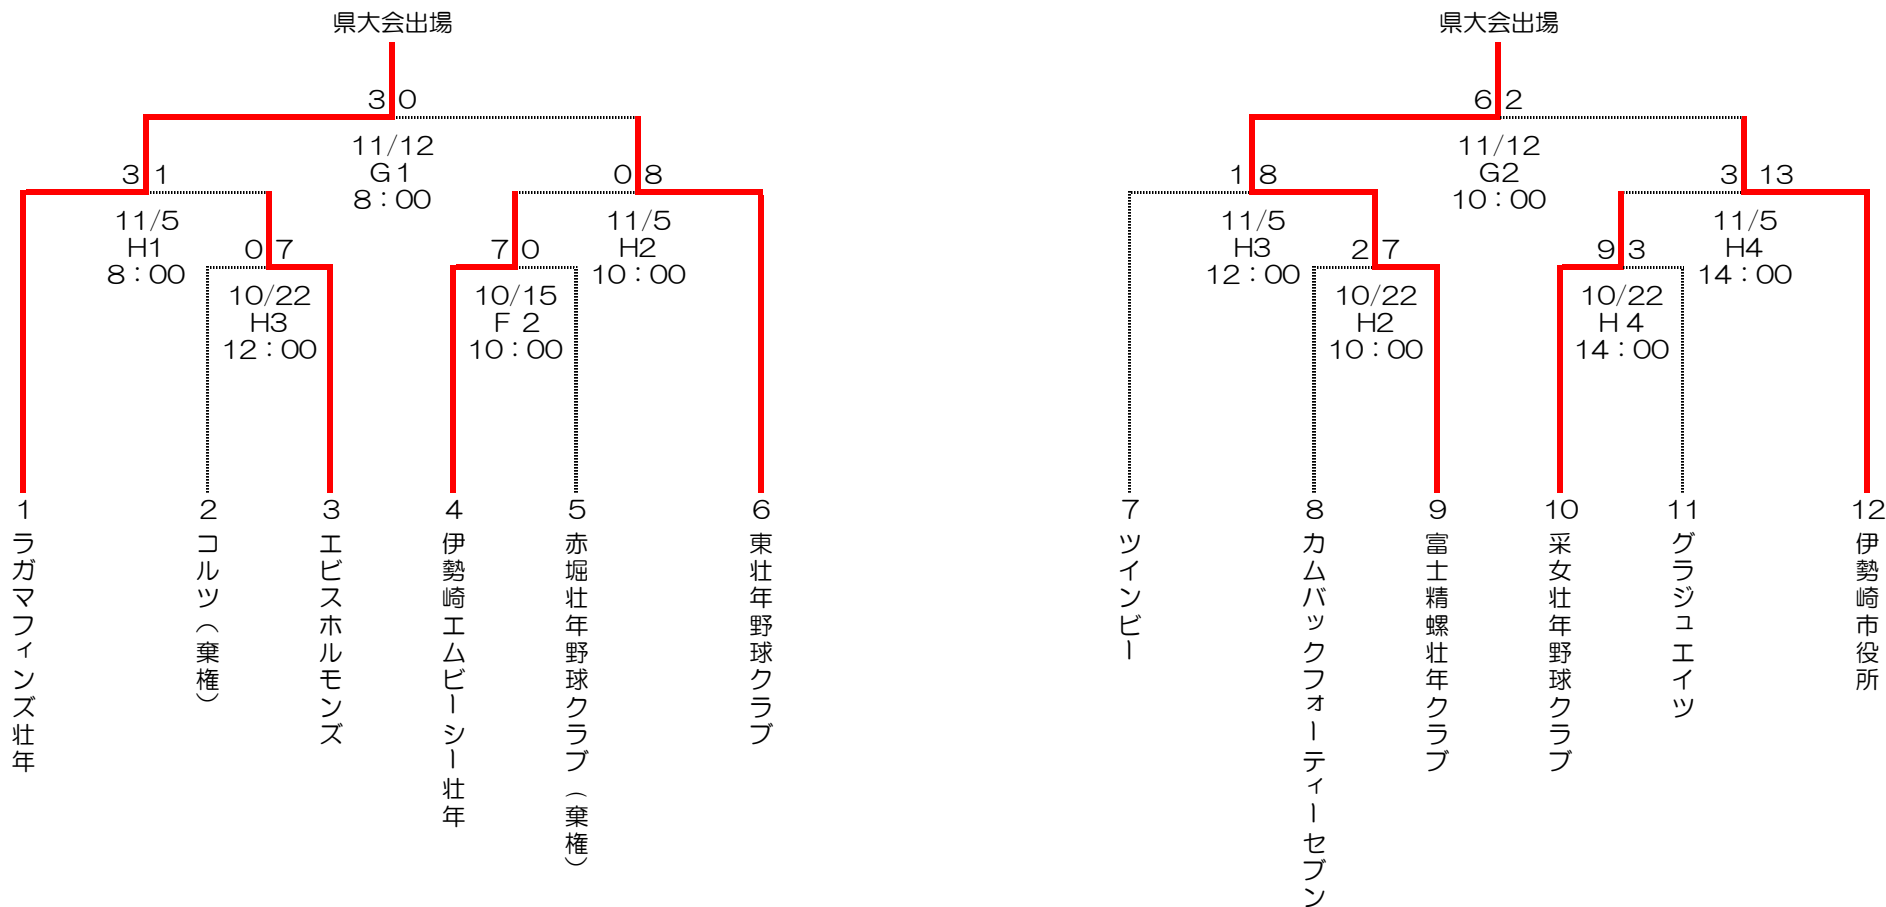 県大会出場
3 0
11/12
G1
8：00
3 1
11/5
H1
8：00
0 8
11/5
H2
10：00
0 7
10/22
H3
12：00
7 0
10/15
F 2
10：00
1
ラガマフィンズ壮年
2
コルツ（棄権）
3
エビスホルモンズ
4
伊勢崎エムビーシー壮年
5
赤堀壮年野球クラブ（棄権）
6
東壮年野球クラブ
県大会出場
6 2
11/12
G2
10：00
1 8
11/5
H3
12：00
3 13
11/5
H4
14：00
2 7
10/22
H2
10：00
9 3
10/22
H 4
14：00
7
ツインビー
8
カムバックフォーティーセブン
9
富士精螺壮年クラブ
10
采女壮年野球クラブ
11
グラジュエイツ
12
伊勢崎市役所